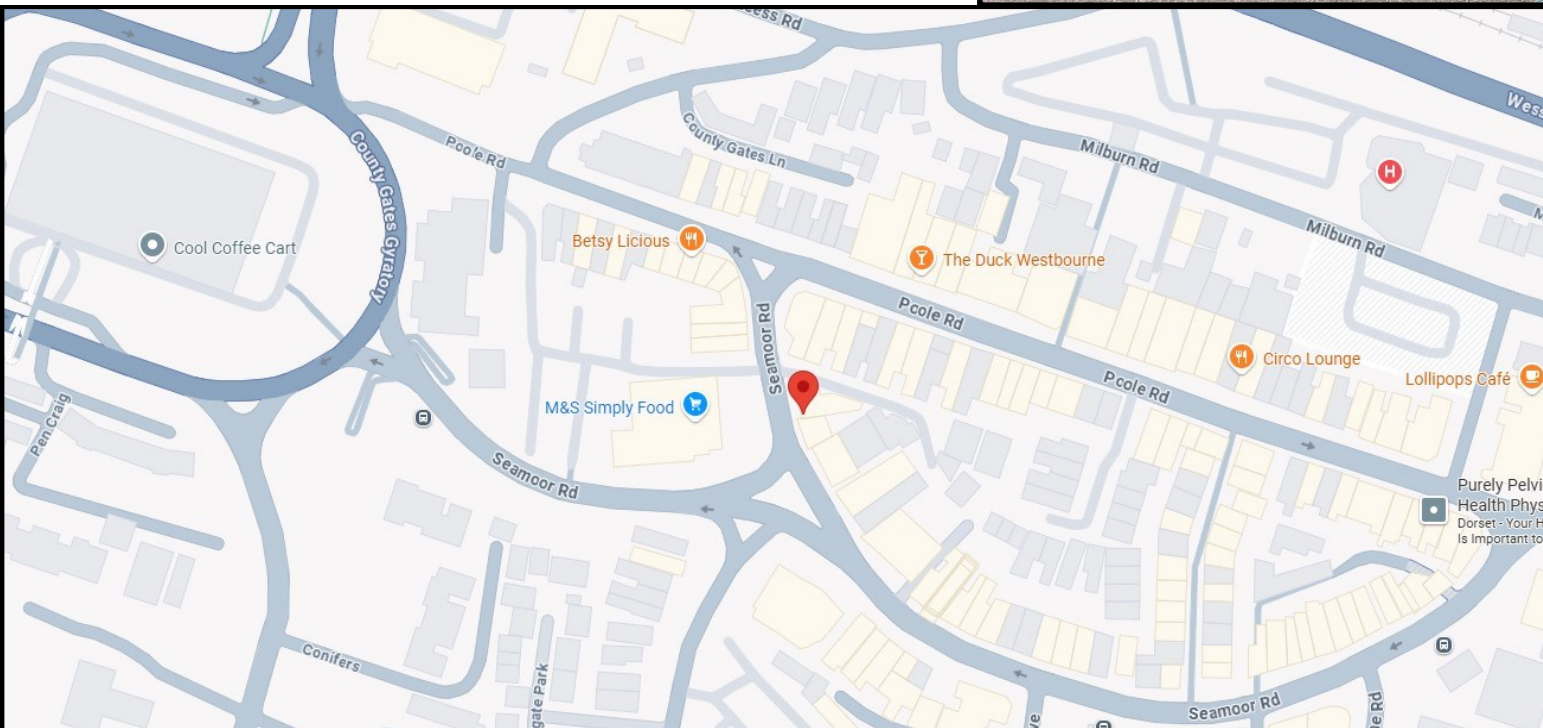 ess Rd
Wess
County Gates Gyratory
Poole Rd
County Gates Ln
Milburn Rd
H
Milburn Rd
Betsy Licious
Cool Coffee Cart
The Duck Westbourne
Seamoor Rd
Poole Rd
Circo Lounge
Poole Rd
Lollipops Café
M&S Simply Food
Pen Craig
Seamoor Rd
Purely Pelvi
Health Phys
Dorset - Your H
Is Important to
Conifers
gate Park
Seamoor Rd
Rd